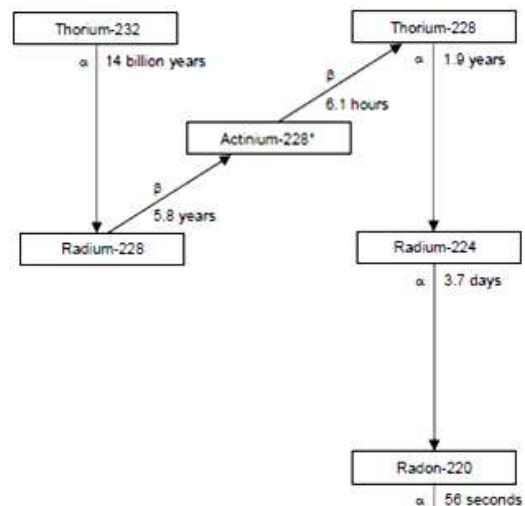 Thorium-232
Thorium-228
α 14 billion years
α 1.9 years
β
6.1 hours
Actinium-228*
β
5.8 years
Radium-228
Radium-224
α 3.7 days
Radon-220
α 56 seconds